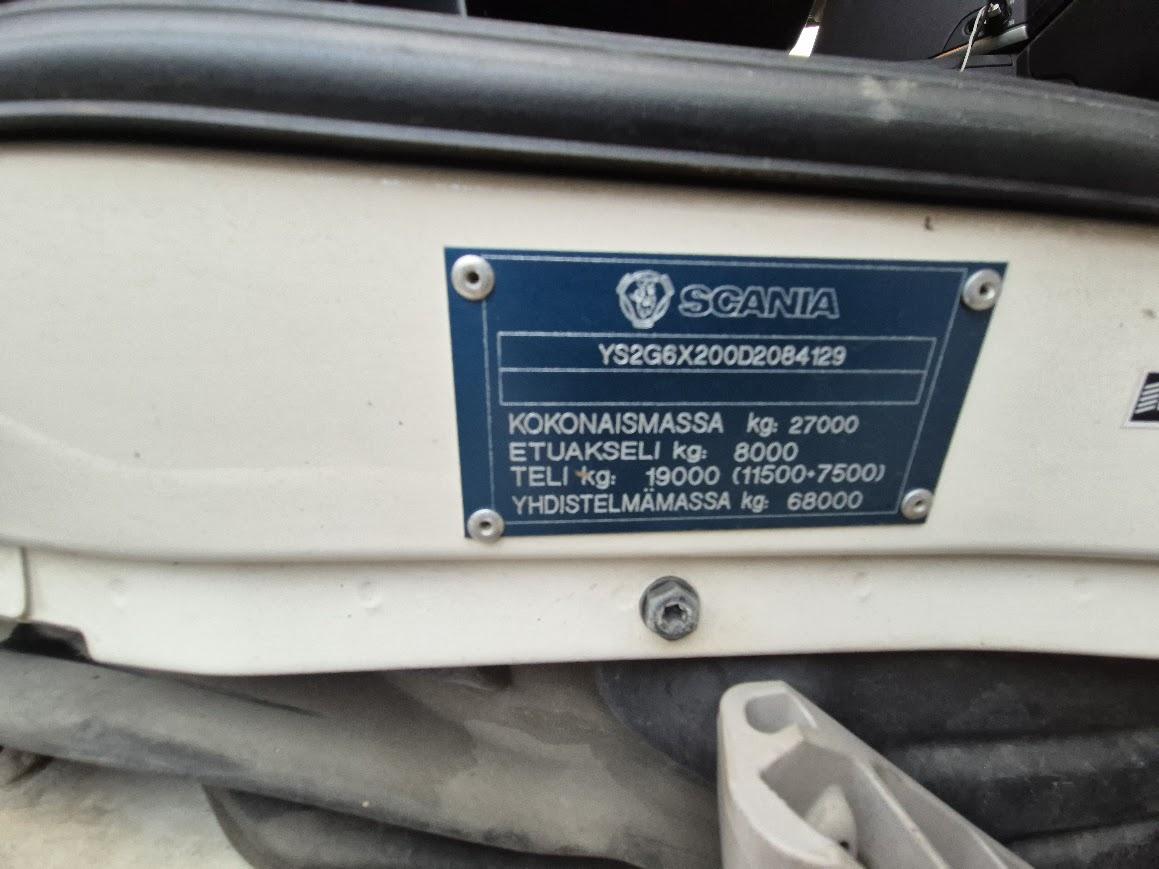 SCANIA
YS2G6X200D2084129
KOKONAISMASSA kg: 27000
ETUAKSELI kg: 8000
TELI kg: 19000 (11500+7500)
YHDISTELMÄMASSA kg: 68000